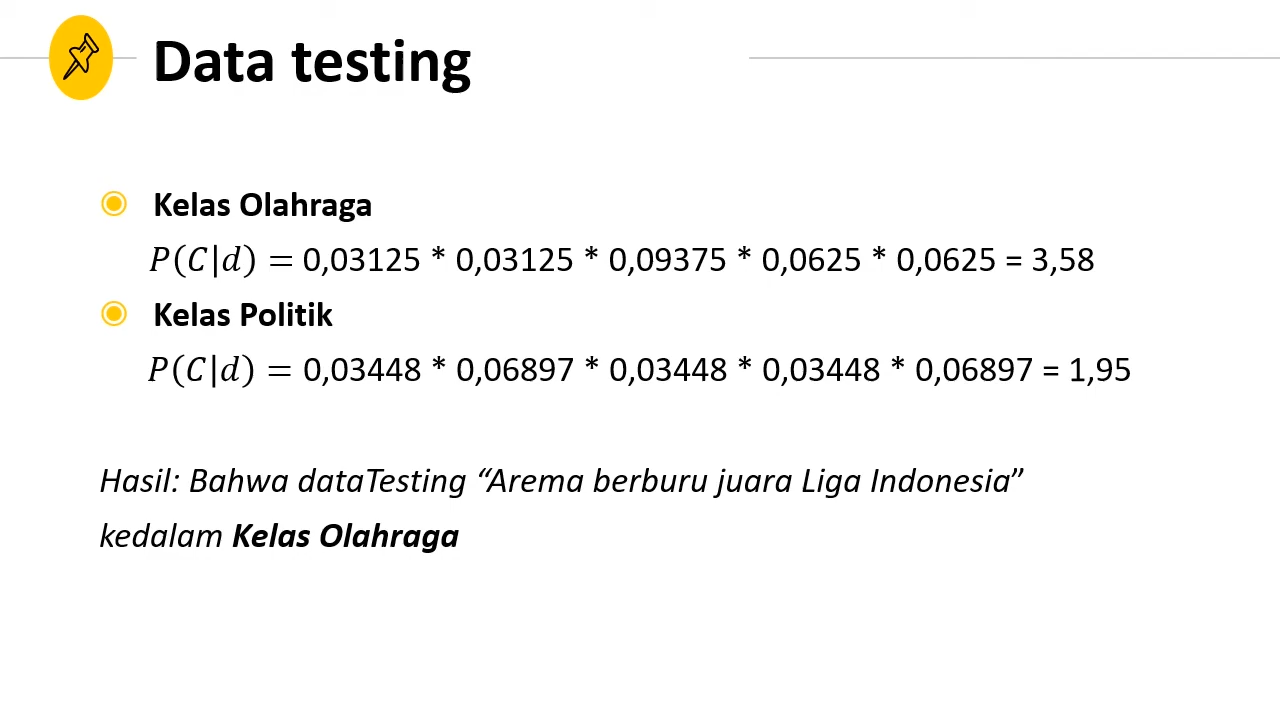 Data testing
Kelas Olahraga
P(C|d) = 0,03125 * 0,03125 * 0,09375 * 0,0625 * 0,0625 = 3,58
Kelas Politik
P(C|d) = 0,03448 * 0,06897 * 0,03448 * 0,03448 * 0,06897 = 1,95
Hasil: Bahwa dataTesting “Arema berburu juara Liga Indonesia”
kedalam Kelas Olahraga